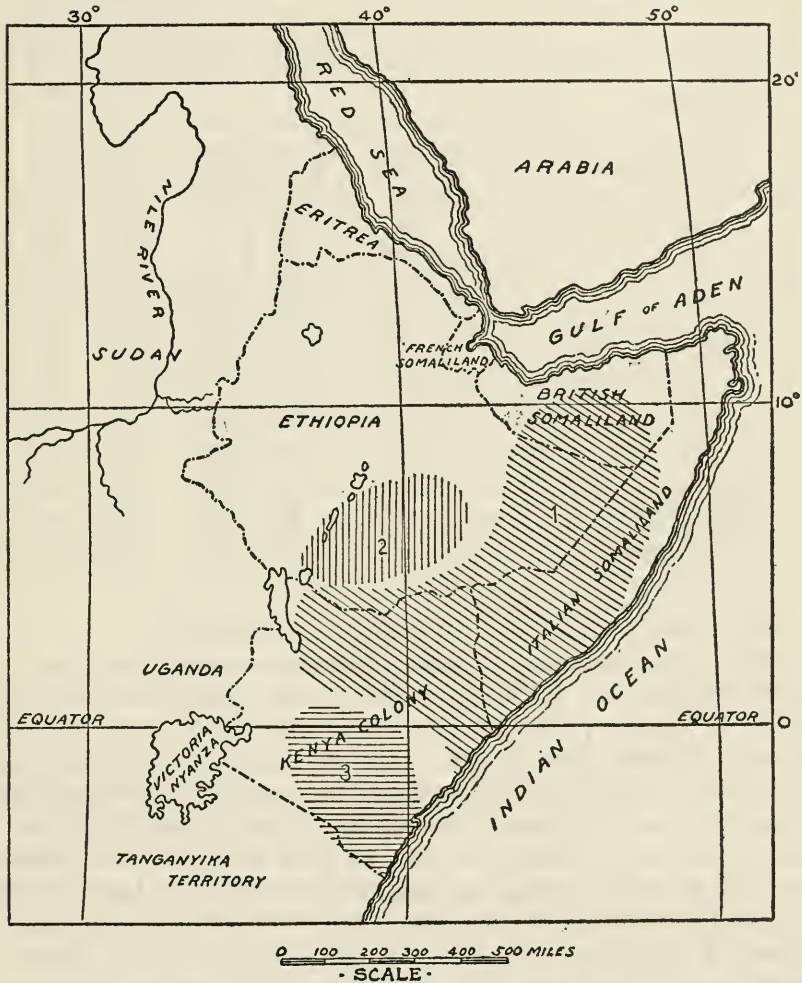 30°
40°
50°
20°
RED
SEA
ARABIA
NILE RIVER
ERITREA
GULF OF ADEN
SUDAN
FRENCH
SOMALILAND
BRITISH
SOMALILAND
10°
ETHIOPIA
1
2
ITALIAN SOMALILAND
UGANDA
KENYA COLONY
INDIAN OCEAN
EQUATOR
EQUATOR
0
VICTORIA
NYANZA
3
TANGANYIKA
TERRITORY
0 100 200 300 400 500 MILES
· SCALE ·